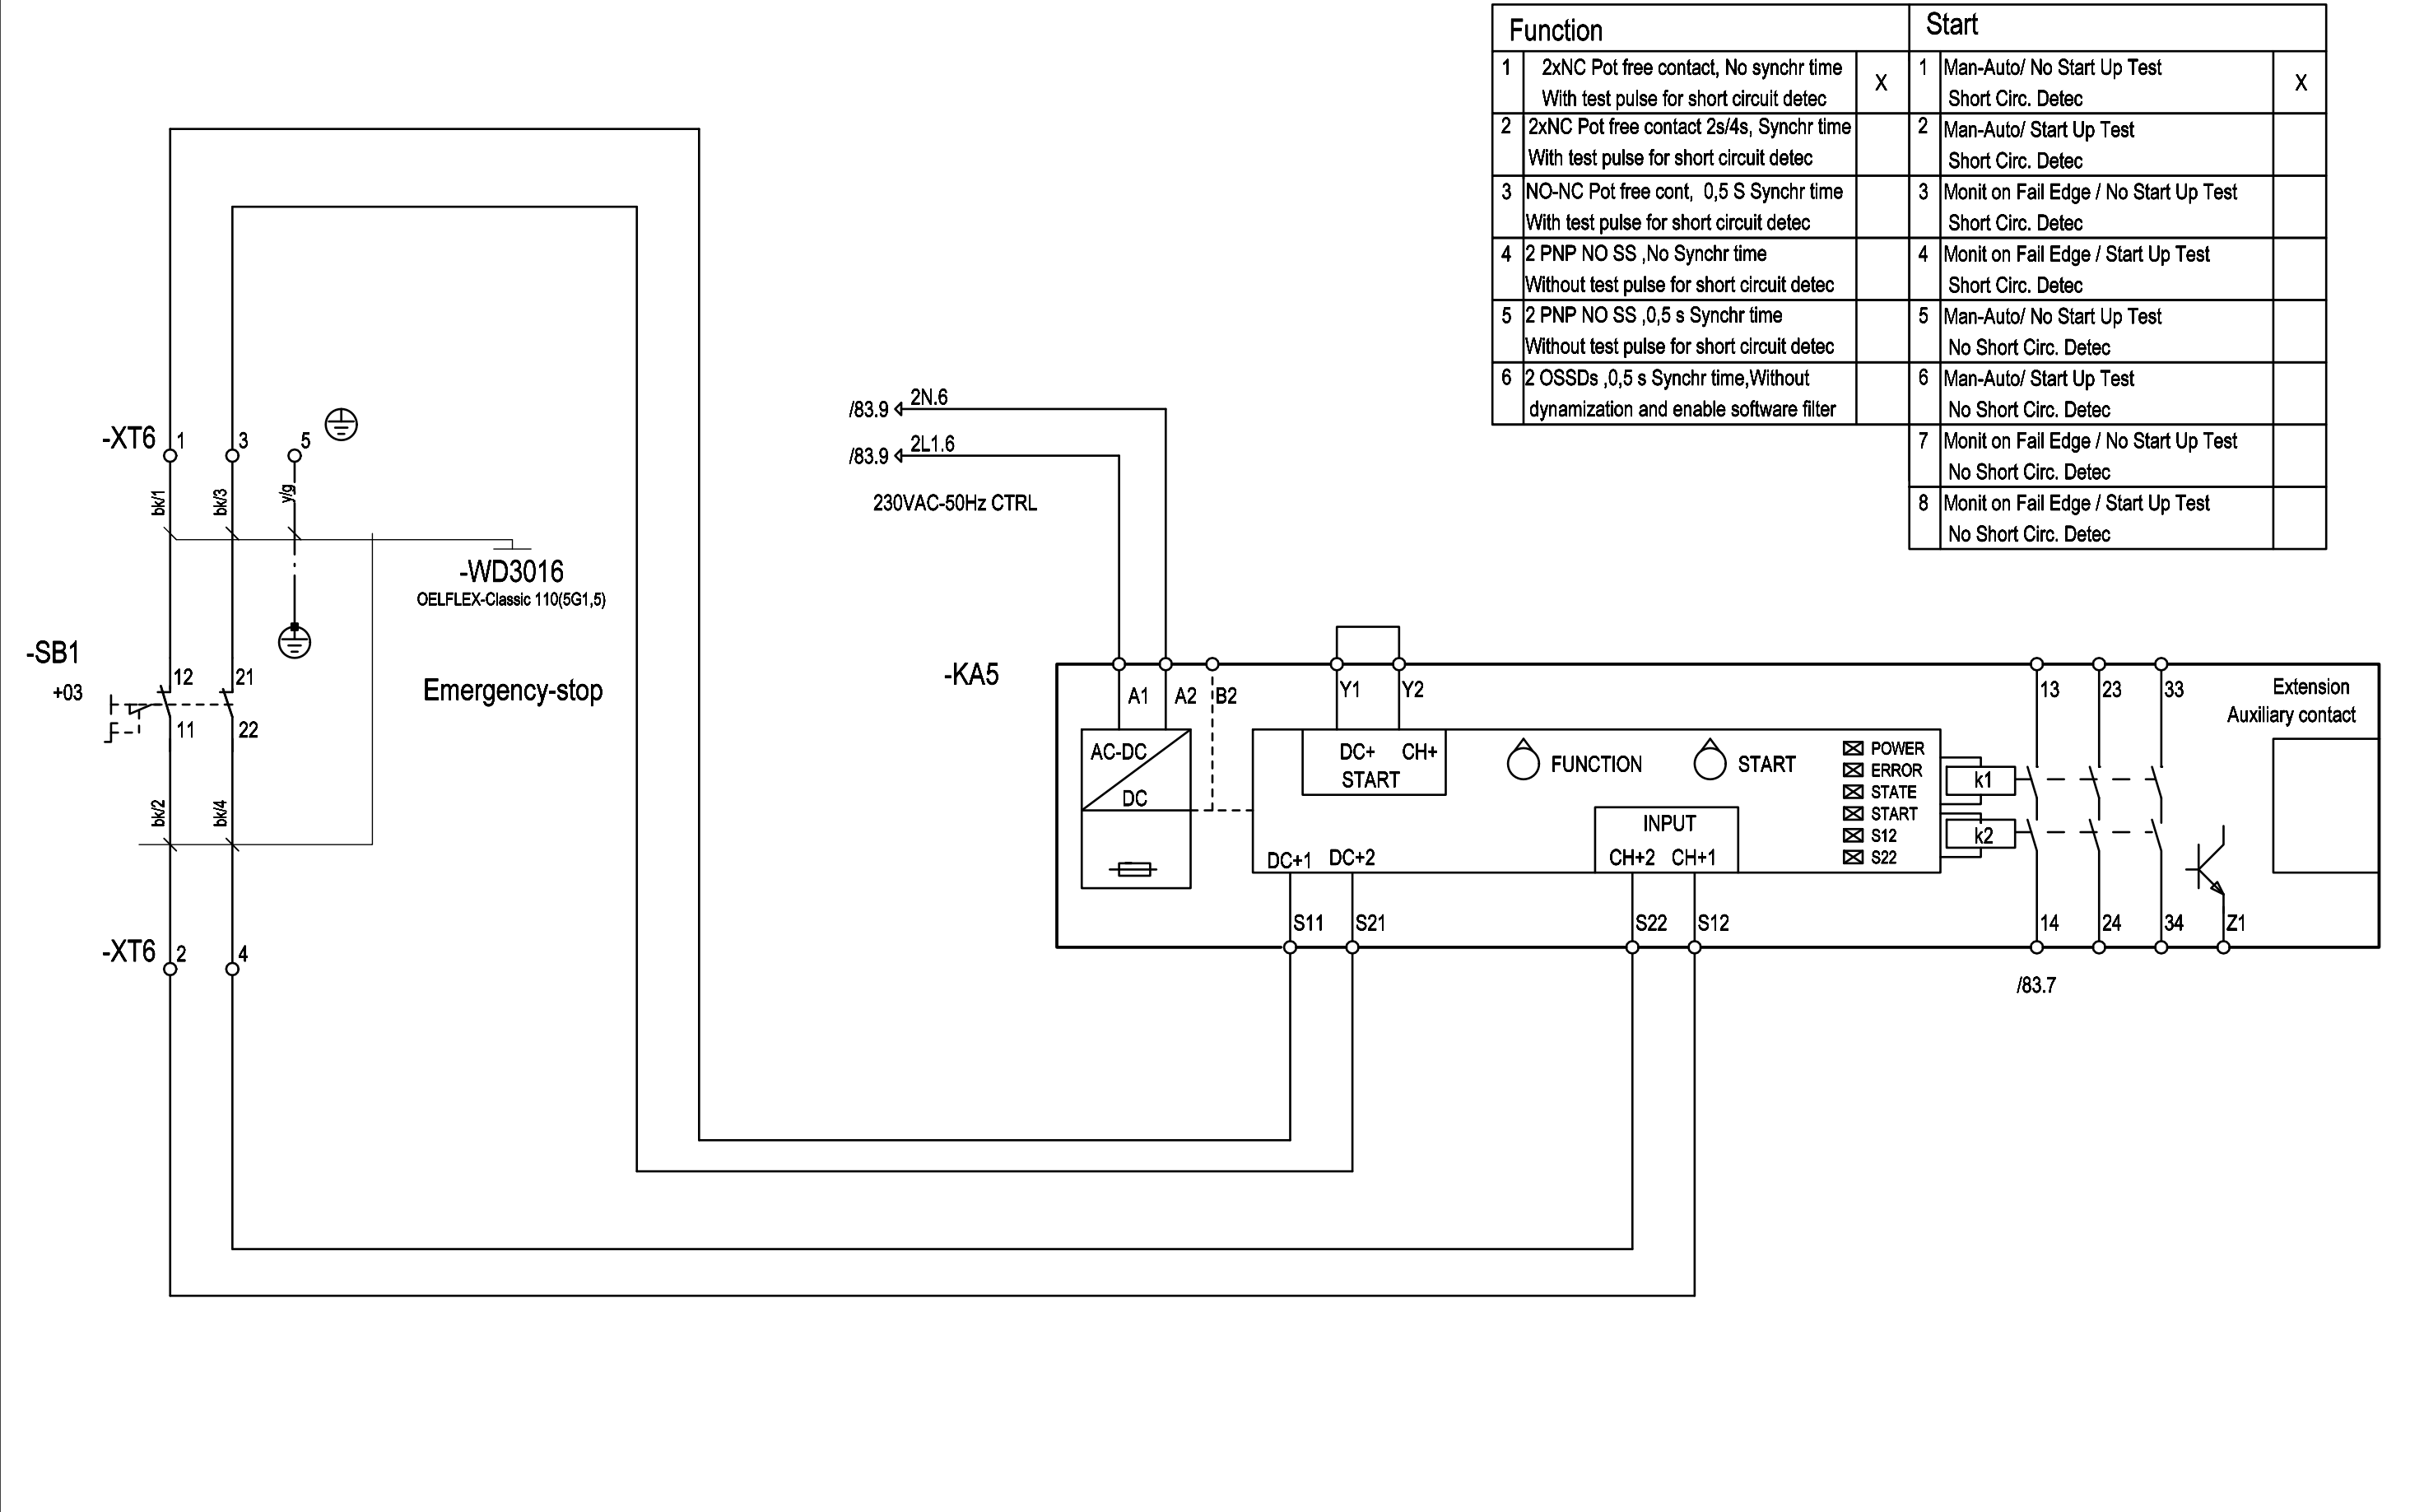 Function
Start
1
2xNC Pot free contact, No synchr time
With test pulse for short circuit detec
X
1
Man-Auto/ No Start Up Test
Short Circ. Detec
X
2
2xNC Pot free contact 2s/4s, Synchr time
With test pulse for short circuit detec
2
Man-Auto/ Start Up Test
Short Circ. Detec
3
NO-NC Pot free cont, 0,5 S Synchr time
With test pulse for short circuit detec
3
Monit on Fail Edge / No Start Up Test
Short Circ. Detec
4
2 PNP NO SS ,No Synchr time
Without test pulse for short circuit detec
4
Monit on Fail Edge / Start Up Test
Short Circ. Detec
5
2 PNP NO SS ,0,5 s Synchr time
Without test pulse for short circuit detec
5
Man-Auto/ No Start Up Test
No Short Circ. Detec
6
2 OSSDs ,0,5 s Synchr time,Without
dynamization and enable software filter
6
Man-Auto/ Start Up Test
No Short Circ. Detec
7
Monit on Fail Edge / No Start Up Test
No Short Circ. Detec
8
Monit on Fail Edge / Start Up Test
No Short Circ. Detec
/83.9
2N.6
/83.9
2L1.6
230VAC-50Hz CTRL
-XT6
1
3
5
bk/1
bk/3
y/g
-WD3016
OELFLEX-Classic 110(5G1,5)
-SB1
+03
12
21
11
22
Emergency-stop
bk/2
bk/4
-XT6
2
4
-KA5
A1
A2
B2
Y1
Y2
13
23
33
Extension
Auxiliary contact
AC-DC
DC
DC+
CH+
START
FUNCTION
START
POWER
ERROR
STATE
START
S12
S22
k1
k2
INPUT
CH+2
CH+1
DC+1
DC+2
S11
S21
S22
S12
14
24
34
Z1
/83.7